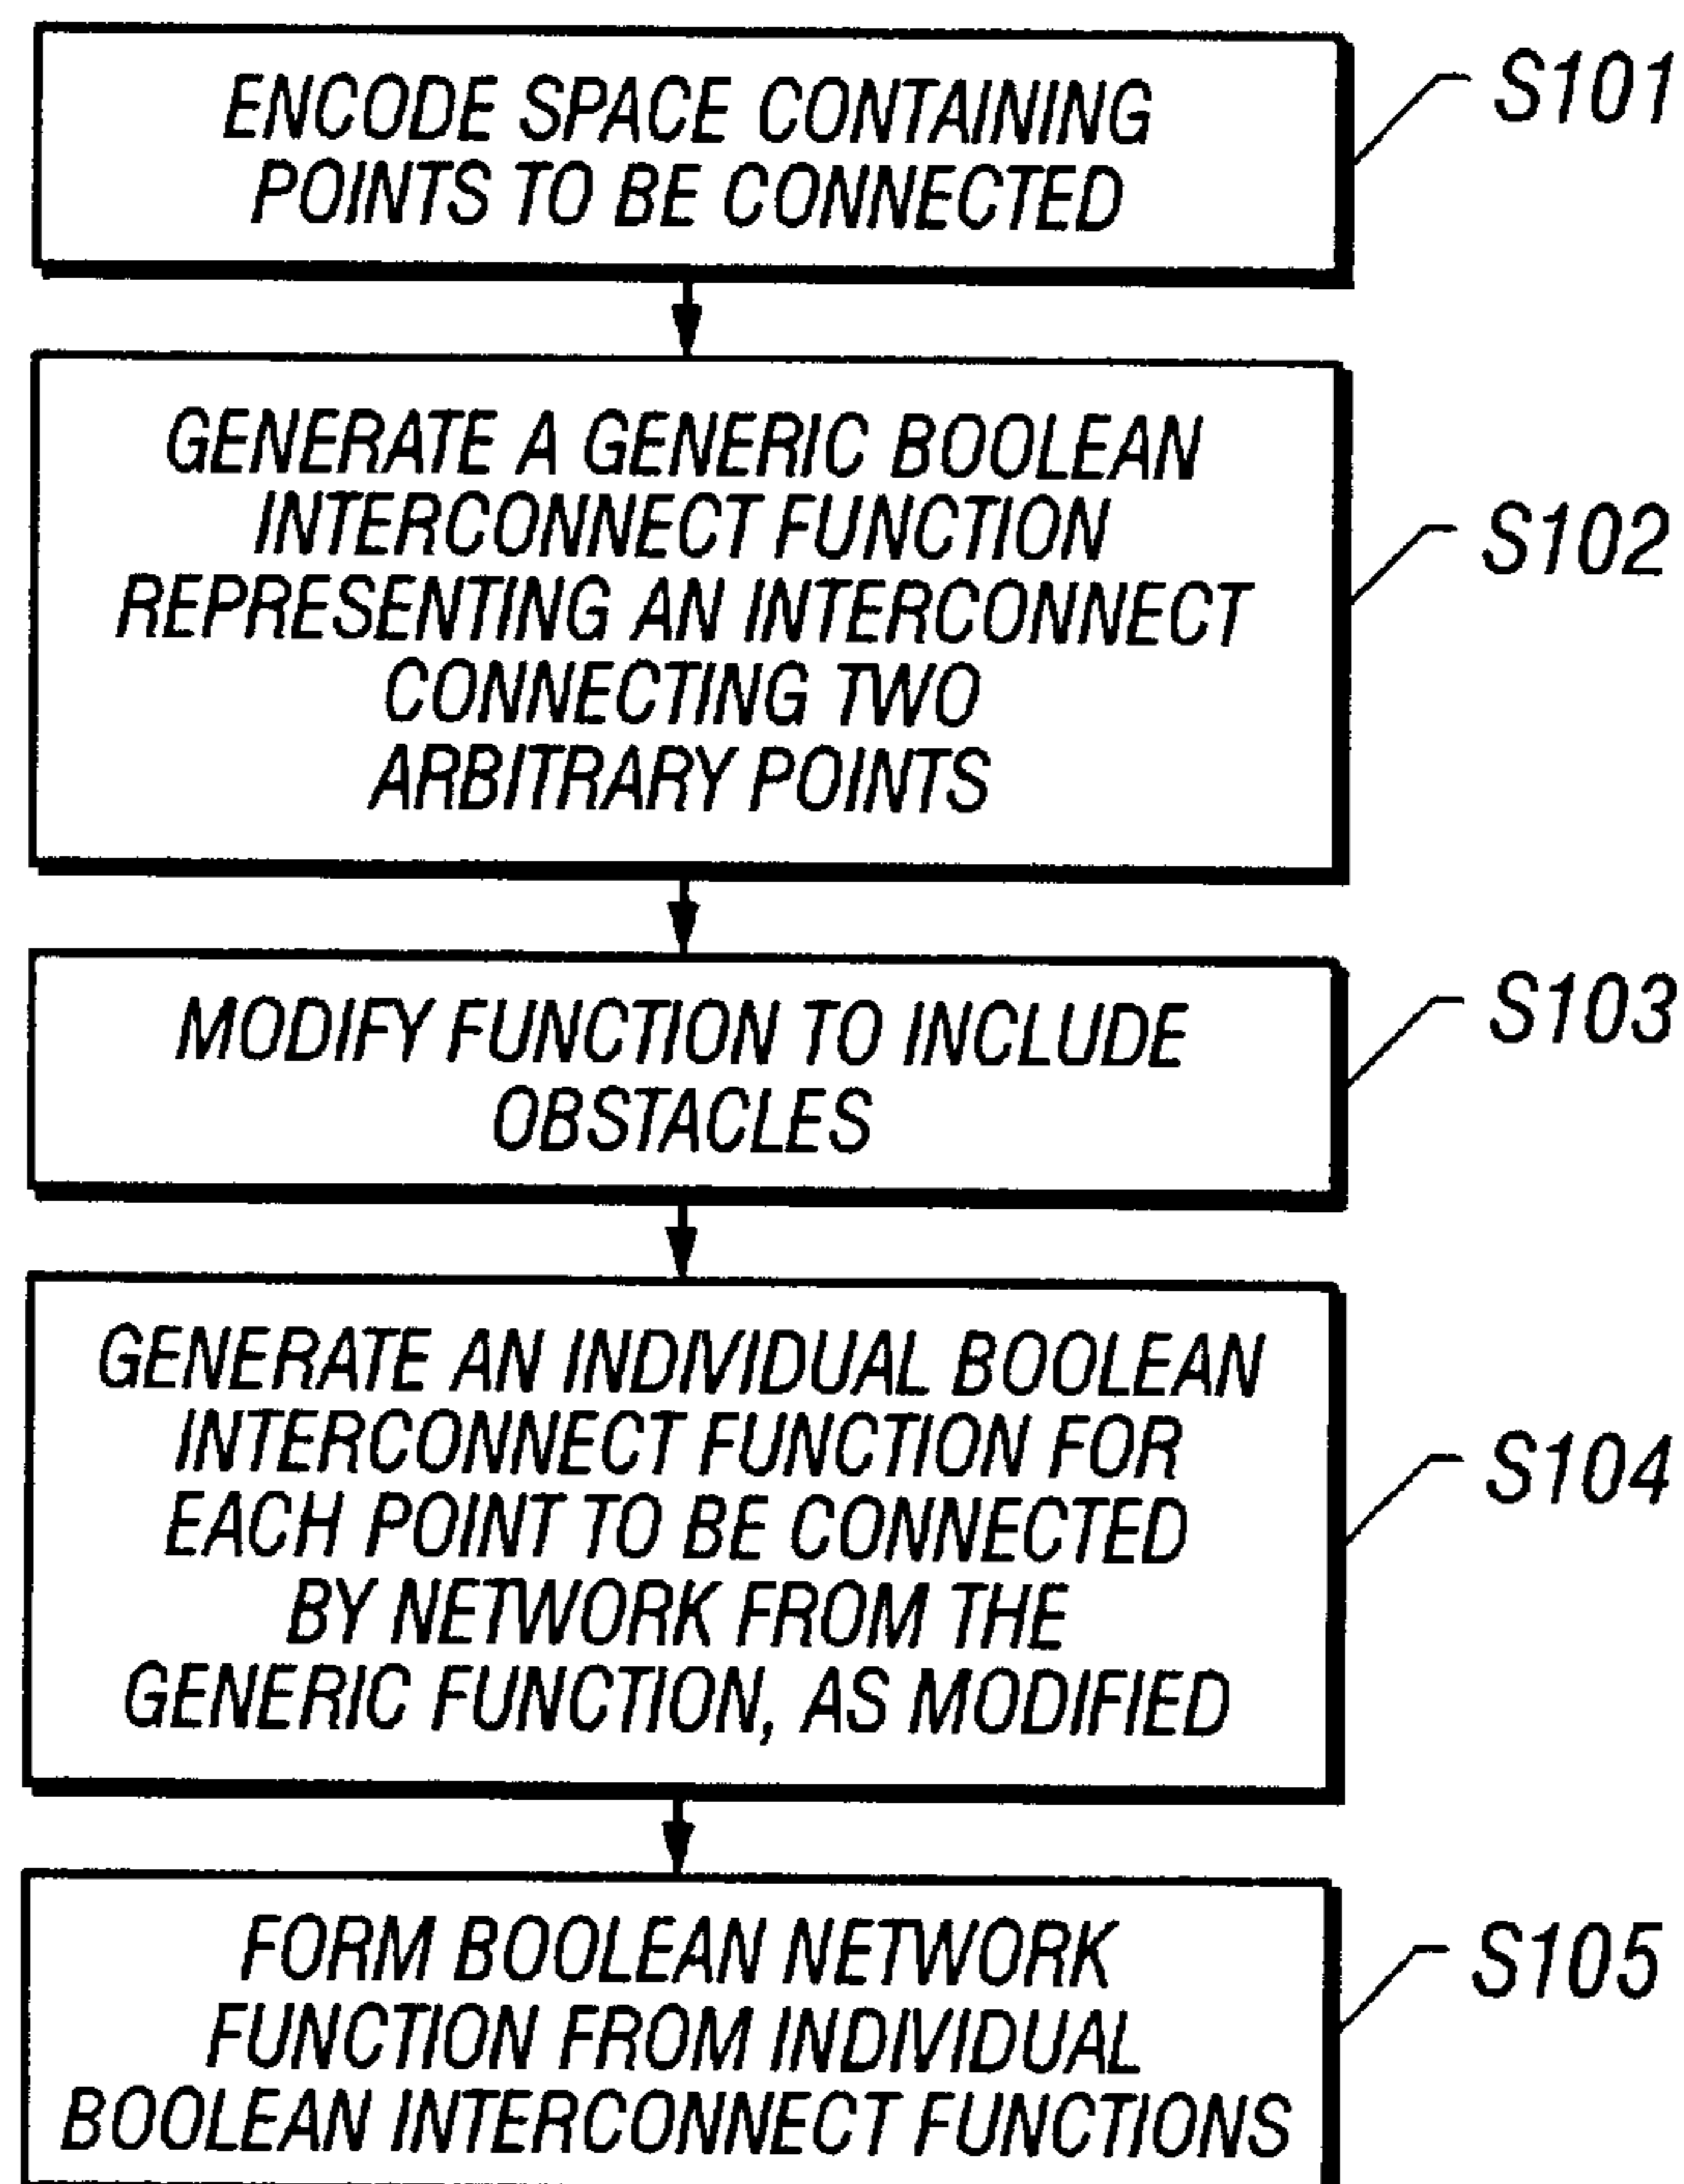 ENCODE SPACE CONTAINING
POINTS TO BE CONNECTED
S101
GENERATE A GENERIC BOOLEAN
INTERCONNECT FUNCTION
REPRESENTING AN INTERCONNECT
CONNECTING TWO
ARBITRARY POINTS
S102
MODIFY FUNCTION TO INCLUDE
OBSTACLES
S103
GENERATE AN INDIVIDUAL BOOLEAN
INTERCONNECT FUNCTION FOR
EACH POINT TO BE CONNECTED
BY NETWORK FROM THE
GENERIC FUNCTION, AS MODIFIED
S104
FORM BOOLEAN NETWORK
FUNCTION FROM INDIVIDUAL
BOOLEAN INTERCONNECT FUNCTIONS
S105